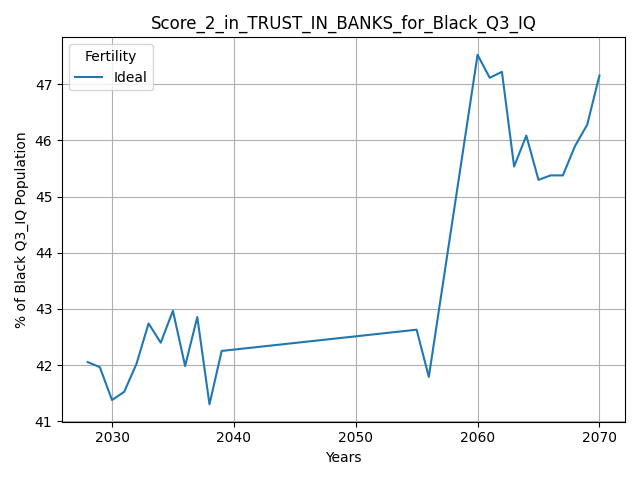 Score_2_in_TRUST_IN_BANKS_for_Black_Q3_IQ
Fertility
Ideal
% of Black Q3_IQ Population
47
46
45
44
43
42
41
2030 2040 2050 2060 2070
Years